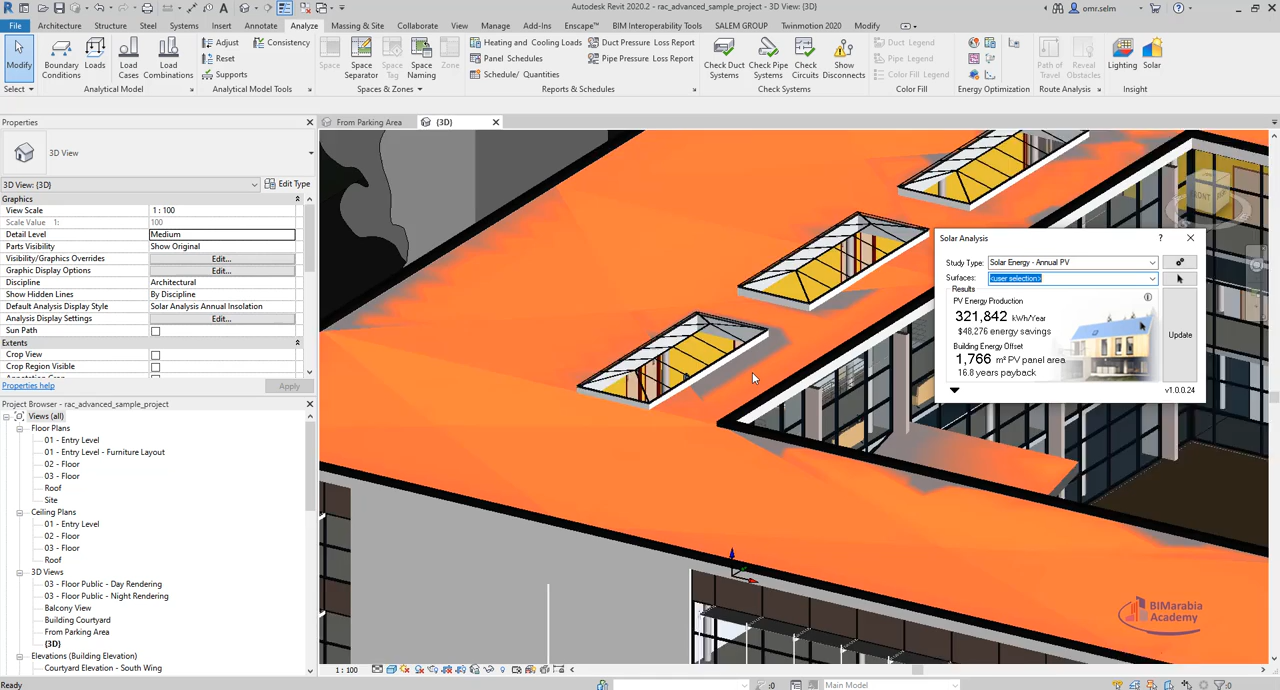 Autodesk Revit 2020.2 - rac_advanced_sample_project - 3D View: {3D}
omr.selm
File Architecture Structure Steel Systems Insert Annotate Analyze Massing & Site Collaborate View Manage Add-Ins Enscape™ BIM Interoperability Tools SALEM GROUP Twinmotion 2020 Modify
Modify
Boundary Conditions
Loads
Load Cases
Load Combinations
Adjust
Reset
Supports
Consistency
Space
Space Separator
Space Tag
Space Naming
Zone
Heating and Cooling Loads
Panel Schedules
Schedule/ Quantities
Duct Pressure Loss Report
Pipe Pressure Loss Report
Check Duct Systems
Check Pipe Systems
Check Circuits
Show Disconnects
Duct Legend
Pipe Legend
Color Fill Legend
Path of Travel
Reveal Obstacles
Lighting
Solar
Select
Analytical Model
Analytical Model Tools
Spaces & Zones
Reports & Schedules
Check Systems
Color Fill
Energy Optimization
Route Analysis
Insight
Properties
3D View
3D View: {3D}
Edit Type
Graphics
View Scale 1 : 100
Scale Value 1: 100
Detail Level Medium
Parts Visibility Show Original
Visibility/Graphics Overrides Edit...
Graphic Display Options Edit...
Discipline Architectural
Show Hidden Lines By Discipline
Default Analysis Display Style Solar Analysis Annual Insolation
Analysis Display Settings Edit...
Sun Path
Extents
Crop View
Crop Region Visible
Properties help
Apply
Project Browser - rac_advanced_sample_project
Views (all)
Floor Plans
01 - Entry Level
01 - Entry Level - Furniture Layout
02 - Floor
03 - Floor
Roof
Site
Ceiling Plans
01 - Entry Level
02 - Floor
03 - Floor
Roof
3D Views
03 - Floor Public - Day Rendering
03 - Floor Public - Night Rendering
Balcony View
Building Courtyard
From Parking Area
{3D}
Elevations (Building Elevation)
Courtyard Elevation - South Wing
From Parking Area
{3D}
FRONT
Solar Analysis
Study Type: Solar Energy - Annual PV
Surfaces: <user selection>
Results
PV Energy Production
321,842 kWh/Year
$48,276 energy savings
Building Energy Offset
1,766 m² PV panel area
16.8 years payback
Update
v1.0.0.24
BIMarabia
Academy
1 : 100
Ready
:0
Main Model
:0